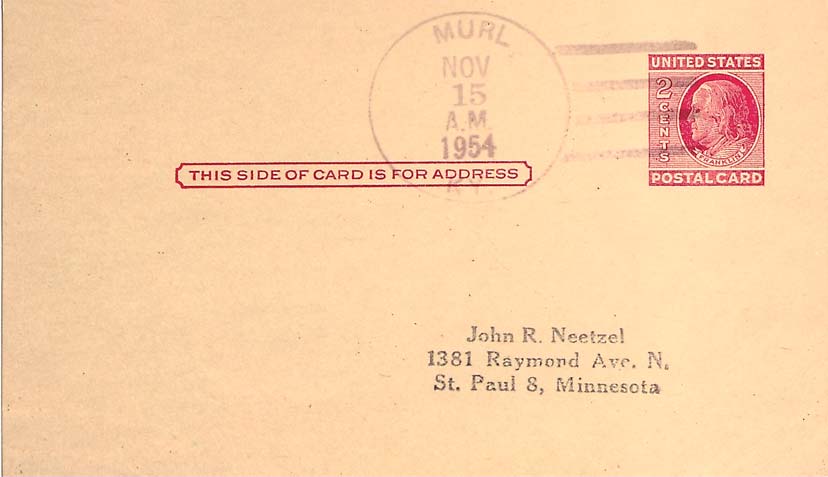 MURL
NOV
15
A.M.
1954
KY
UNITED STATES
2 CENTS
FRANKLIN
POSTAL CARD
THIS SIDE OF CARD IS FOR ADDRESS
John R. Neetzel
1381 Raymond Ave. N.
St. Paul 8, Minnesota